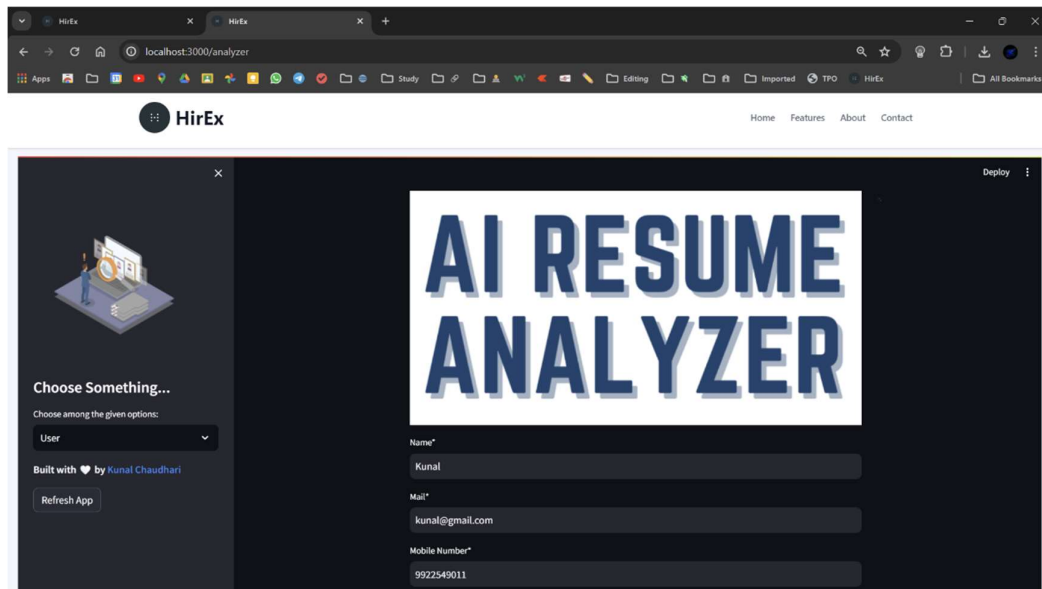 HirEx
HirEx
localhost:3000/analyzer
Apps
Study
Editing
Imported
TPO
HirEx
All Bookmarks
HirEx
Home Features About Contact
Deploy
AI RESUME
ANALYZER
Choose Something...
Choose among the given options:
User
Built with by Kunal Chaudhari
Refresh App
Name*
Kunal
Mail*
kunal@gmail.com
Mobile Number*
9922549011